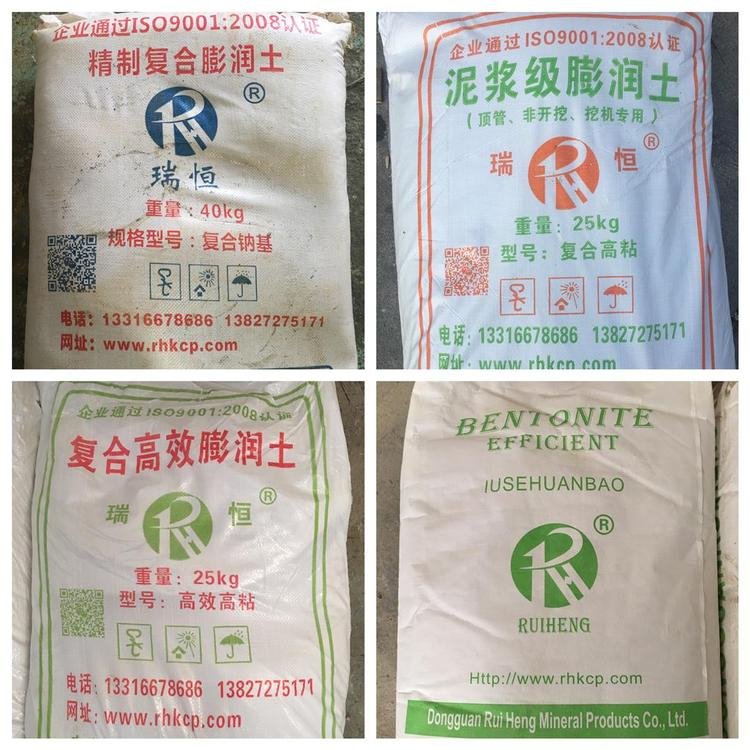 企业通过ISO9001:2008认证
精制复合膨润土
®
瑞恒
重量：40kg
规格型号：复合钠基
电话：13316678686 13827275171
网址：www.rhkcp.com
企业通过ISO9001:2008认证
泥浆级膨润土
(顶管、非开挖、挖机专用)
瑞 恒 ®
重量：25kg
型号：复合高粘
电话：13316678686 13827275171
网址：www.rhkcp.com
企业通过ISO9001:2008认证
复合高效膨润土
瑞 恒 ®
重量：25kg
型号：高效高粘
电话：13316678686 13827275171
网址：www.rhkcp.com
BENTONITE
EFFICIENT
IUSEHUANBAO
®
RUIHENG
Http://www.rhkcp.com
Dongguan Rui Heng Mineral Products Co., Ltd.